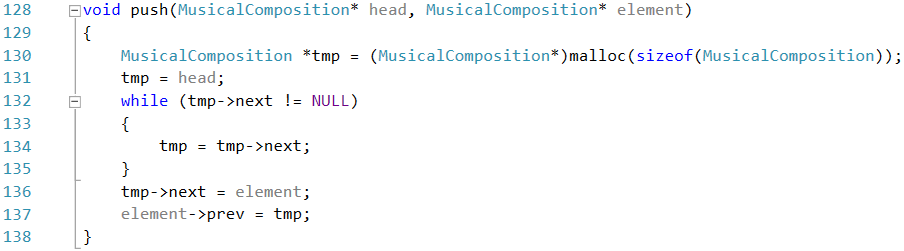 128 void push(MusicalComposition* head, MusicalComposition* element)
129 {
130     MusicalComposition *tmp = (MusicalComposition*)malloc(sizeof(MusicalComposition));
131     tmp = head;
132     while (tmp->next != NULL)
133     {
134         tmp = tmp->next;
135     }
136     tmp->next = element;
137     element->prev = tmp;
138 }